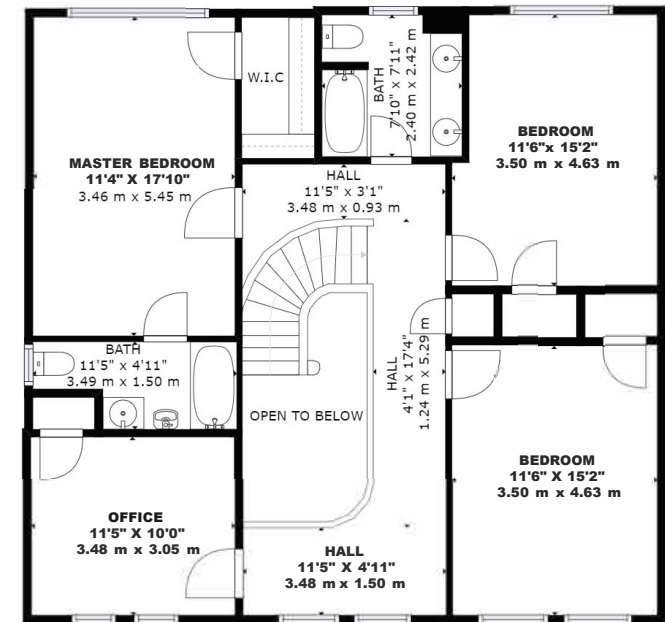 W.I.C
BATH
7'10" x 7'11"
2.40 m x 2.42 m
MASTER BEDROOM
11'4" X 17'10"
3.46 m x 5.45 m
BEDROOM
11'6"x 15'2"
3.50 m x 4.63 m
HALL
11'5" x 3'1"
3.48 m x 0.93 m
BATH
11'5" x 4'11"
3.49 m x 1.50 m
HALL
4'1" x 17'4"
1.24 m x 5.29 m
OPEN TO BELOW
BEDROOM
11'6" X 15'2"
3.50 m x 4.63 m
OFFICE
11'5" X 10'0"
3.48 m x 3.05 m
HALL
11'5" X 4'11"
3.48 m x 1.50 m